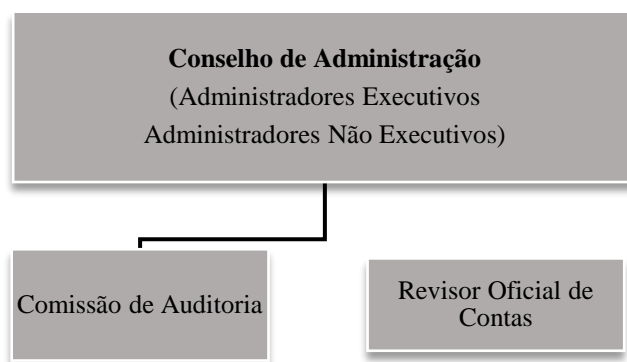 Conselho de Administração
(Administradores Executivos
Administradores Não Executivos)
Comissão de Auditoria
Revisor Oficial de
Contas